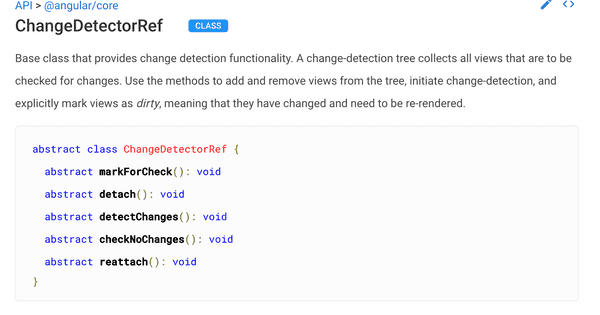 API > @angular/core
ChangeDetectorRef CLASS
Base class that provides change detection functionality. A change-detection tree collects all views that are to be
checked for changes. Use the methods to add and remove views from the tree, initiate change-detection, and
explicitly mark views as dirty, meaning that they have changed and need to be re-rendered.
abstract class ChangeDetectorRef {
abstract markForCheck(): void
abstract detach(): void
abstract detectChanges(): void
abstract checkNoChanges(): void
abstract reattach(): void
}